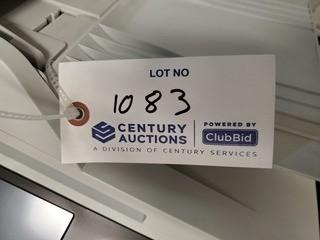 LOT NO
1083
CENTURY AUCTIONS
A DIVISION OF CENTURY SERVICES
POWERED BY
ClubBid